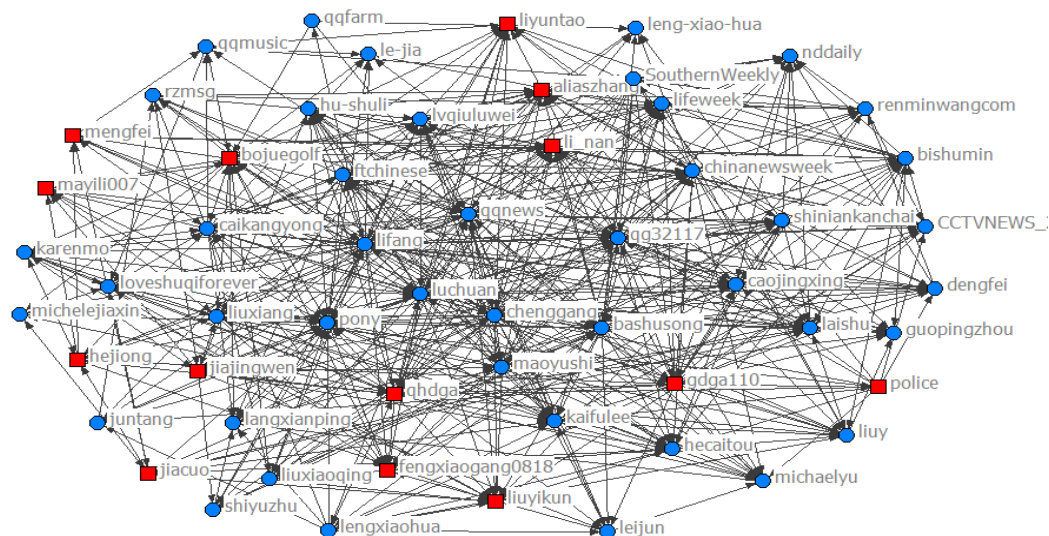 qqfarm
liyuntao
leng-xiao-hua
qqmusic
le-jia
nddaily
SouthernWeekly
rzmsg
aliaszhang
lifeweek
hu-shuli
renminwangcom
lvqiuluwei
mengfei
li_nan
bojuegolf
bishumin
ftchinese
chinanewsweek
mayili007
qqnews
shiniankanchai
caikangyong
CCTVNEWS_
qq32117
lifang
karenmo
loveshuqiforever
caojingxing
dengfei
luchuan
michelejiaxin
liuxiang
chenggang
pony
bashusong
laishu
guopingzhou
hejiong
jiajingwen
maoyushi
gdga110
police
qhdga
juntang
langxianping
kaifulee
liuy
hecaitou
jiacuo
fengxiaogang0818
liuxiaoqing
michaelyu
liuyikun
shiyuzhu
lengxiaohua
leijun